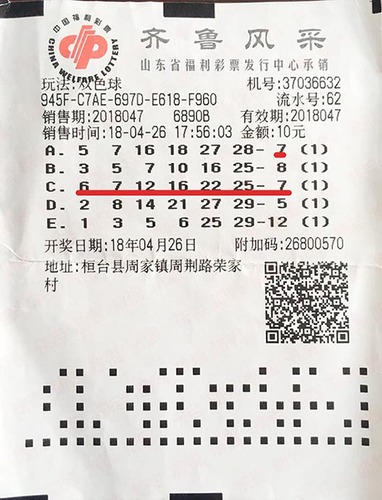 中国福利彩票
CHINA WELFARE LOTTERY
齐鲁风采
山东省福利彩票发行中心承销
玩法:双色球 机号:37036632
945F-C7AE-697D-E618-F960 流水号:62
销售期:2018047 6890B 有效期:2018047
销售时间:18-04-26 17:56:03 金额:10元
A. 5 7 16 18 27 28- 7 (1)
B. 3 5 7 10 16 25- 8 (1)
C. 6 7 12 16 22 25- 7 (1)
D. 2 8 14 21 27 29- 5 (1)
E. 1 3 6 25 29 29-12 (1)
开奖日期:18年04月26日 附加码:26800570
地址:桓台县周家镇周荆路荣家
村